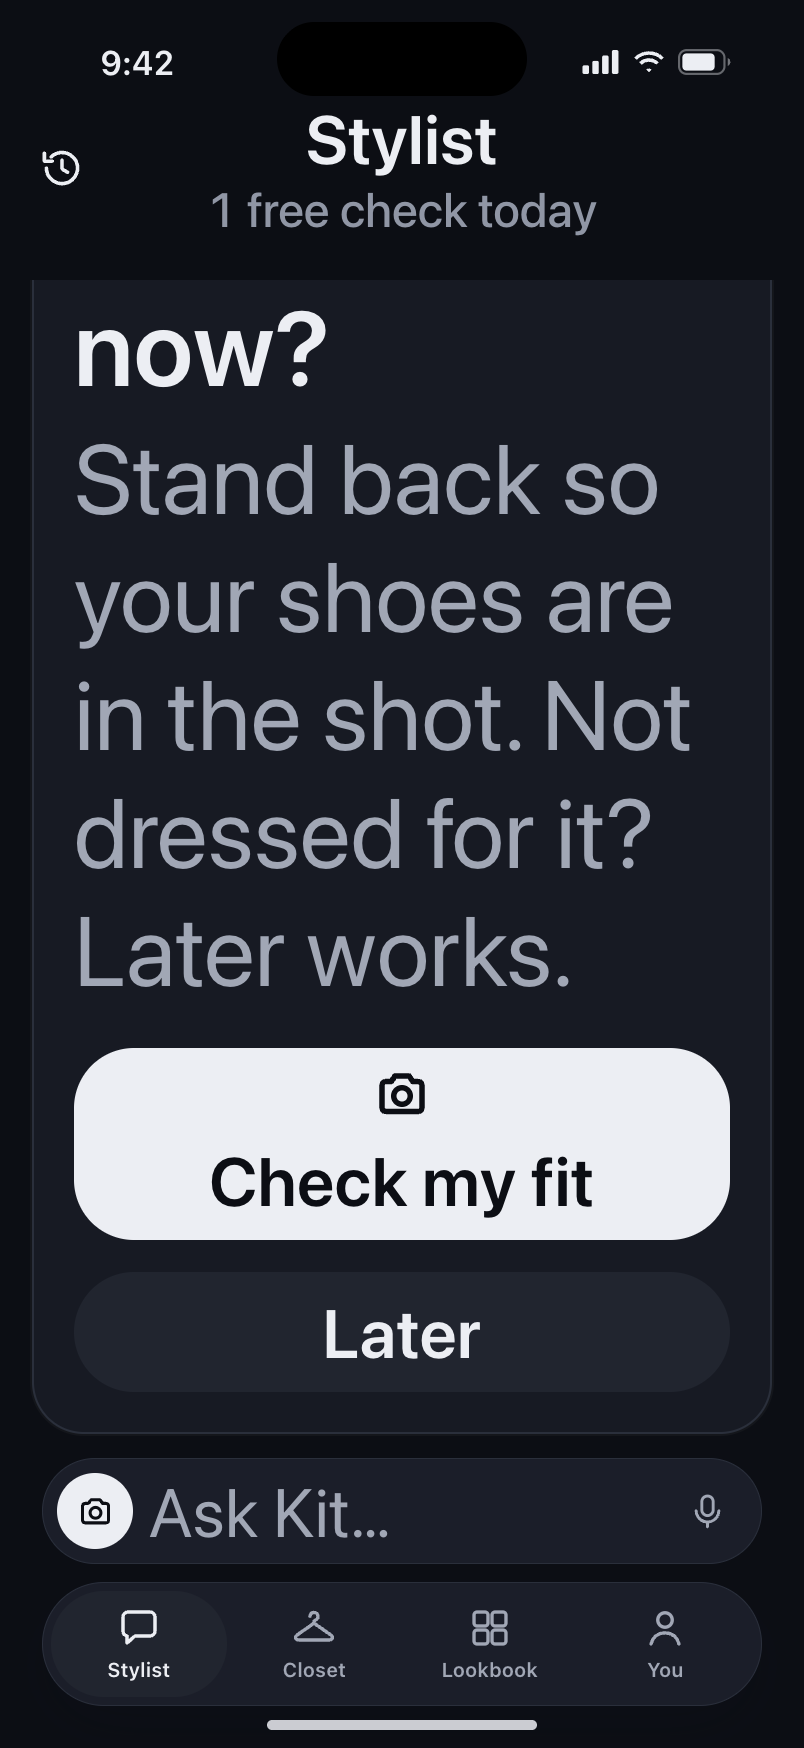 9:42
Stylist
1 free check today
now?
Stand back so
your shoes are
in the shot. Not
dressed for it?
Later works.
Check my fit
Later
Ask Kit...
Stylist
Closet
Lookbook
You